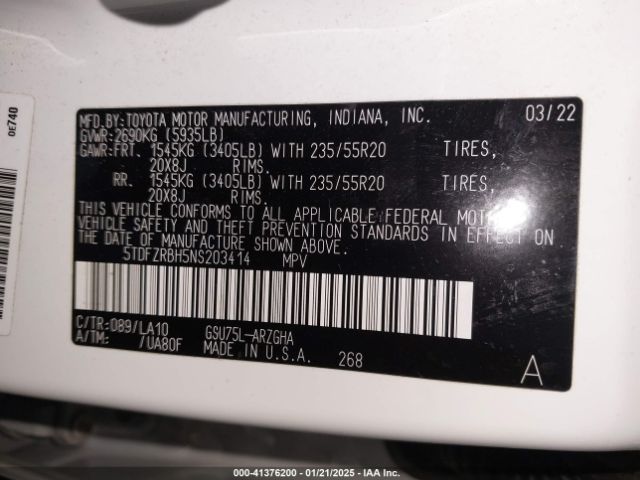 0E740
MFD.BY:TOYOTA MOTOR MANUFACTURING, INDIANA, INC. 03/22
GVWR:2690KG (5935LB)
GAWR:FRT. 1545KG (3405LB) WITH 235/55R20 TIRES,
20X8J RIMS.
RR. 1545KG (3405LB) WITH 235/55R20 TIRES,
20X8J RIMS.
THIS VEHICLE CONFORMS TO ALL APPLICABLE FEDERAL MOTOR
VEHICLE SAFETY AND THEFT PREVENTION STANDARDS IN EFFECT ON
THE DATE OF MANUFACTURE SHOWN ABOVE.
5TDFZRBH5NS203414 MPV
C/TR:089/LA10 GSU75L-ARZGHA
A/TM: /UA80F MADE IN U.S.A. 268
A
000-41376200 - 01/21/2025 - IAA Inc.